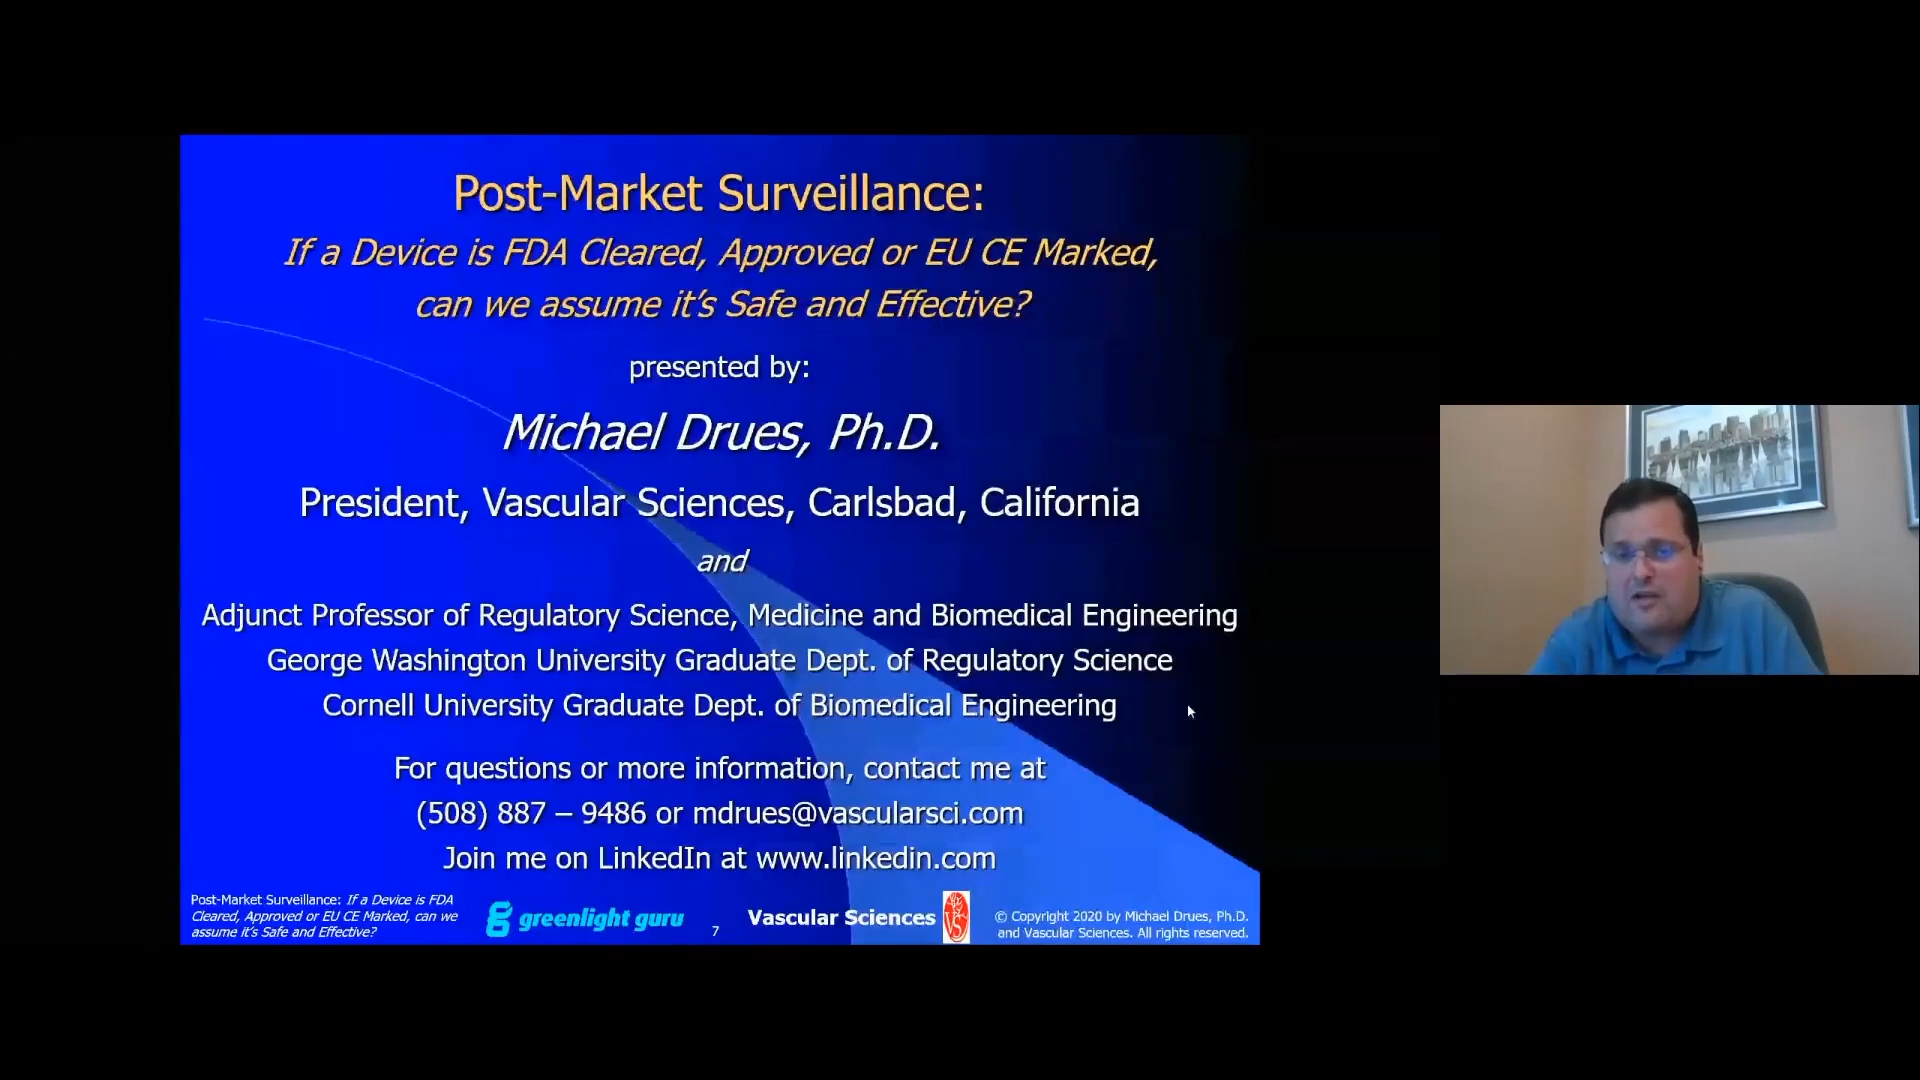 Post-Market Surveillance:
If a Device is FDA Cleared, Approved or EU CE Marked,
can we assume it's Safe and Effective?
presented by:
Michael Drues, Ph.D.
President, Vascular Sciences, Carlsbad, California
and
Adjunct Professor of Regulatory Science, Medicine and Biomedical Engineering
George Washington University Graduate Dept. of Regulatory Science
Cornell University Graduate Dept. of Biomedical Engineering
For questions or more information, contact me at
(508) 887 – 9486 or mdrues@vascularsci.com
Join me on LinkedIn at www.linkedin.com
Post-Market Surveillance: If a Device is FDA
Cleared, Approved or EU CE Marked, can we
assume it's Safe and Effective?
greenlight guru
7
Vascular Sciences
VS
© Copyright 2020 by Michael Drues, Ph.D.
and Vascular Sciences. All rights reserved.